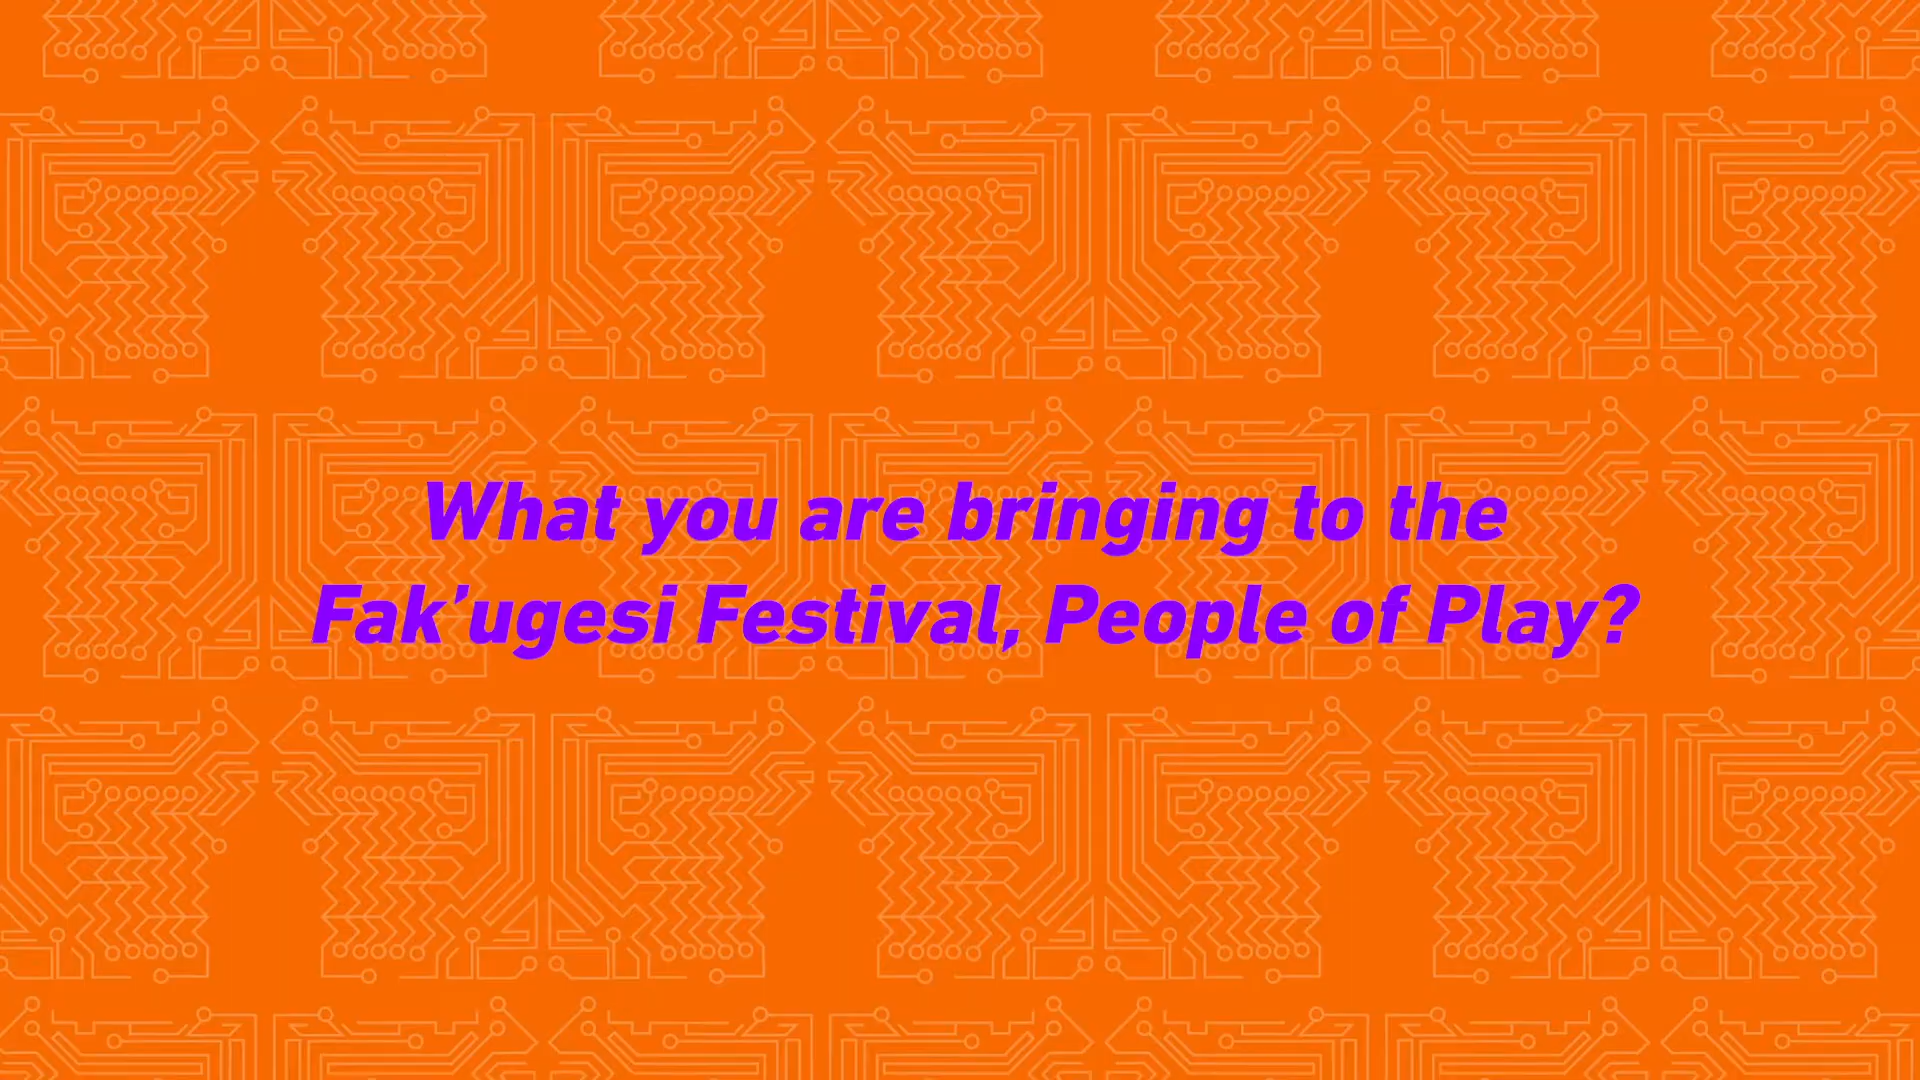 What you are bringing to the
Fak’ugesi Festival, People of Play?